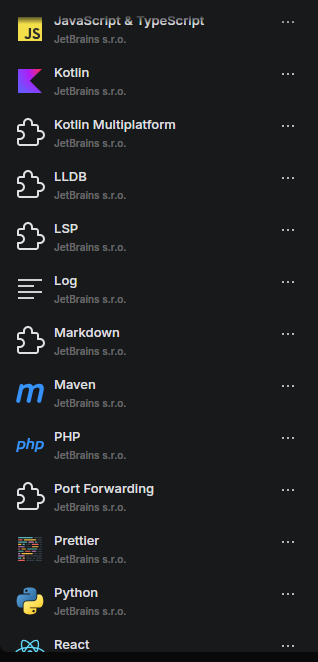 JS
JavaScript & TypeScript
JetBrains s.r.o.
Kotlin
JetBrains s.r.o.
Kotlin Multiplatform
JetBrains s.r.o.
LLDB
JetBrains s.r.o.
LSP
JetBrains s.r.o.
Log
JetBrains s.r.o.
Markdown
JetBrains s.r.o.
m
Maven
JetBrains s.r.o.
php
PHP
JetBrains s.r.o.
Port Forwarding
JetBrains s.r.o.
Prettier
JetBrains s.r.o.
Python
JetBrains s.r.o.
React